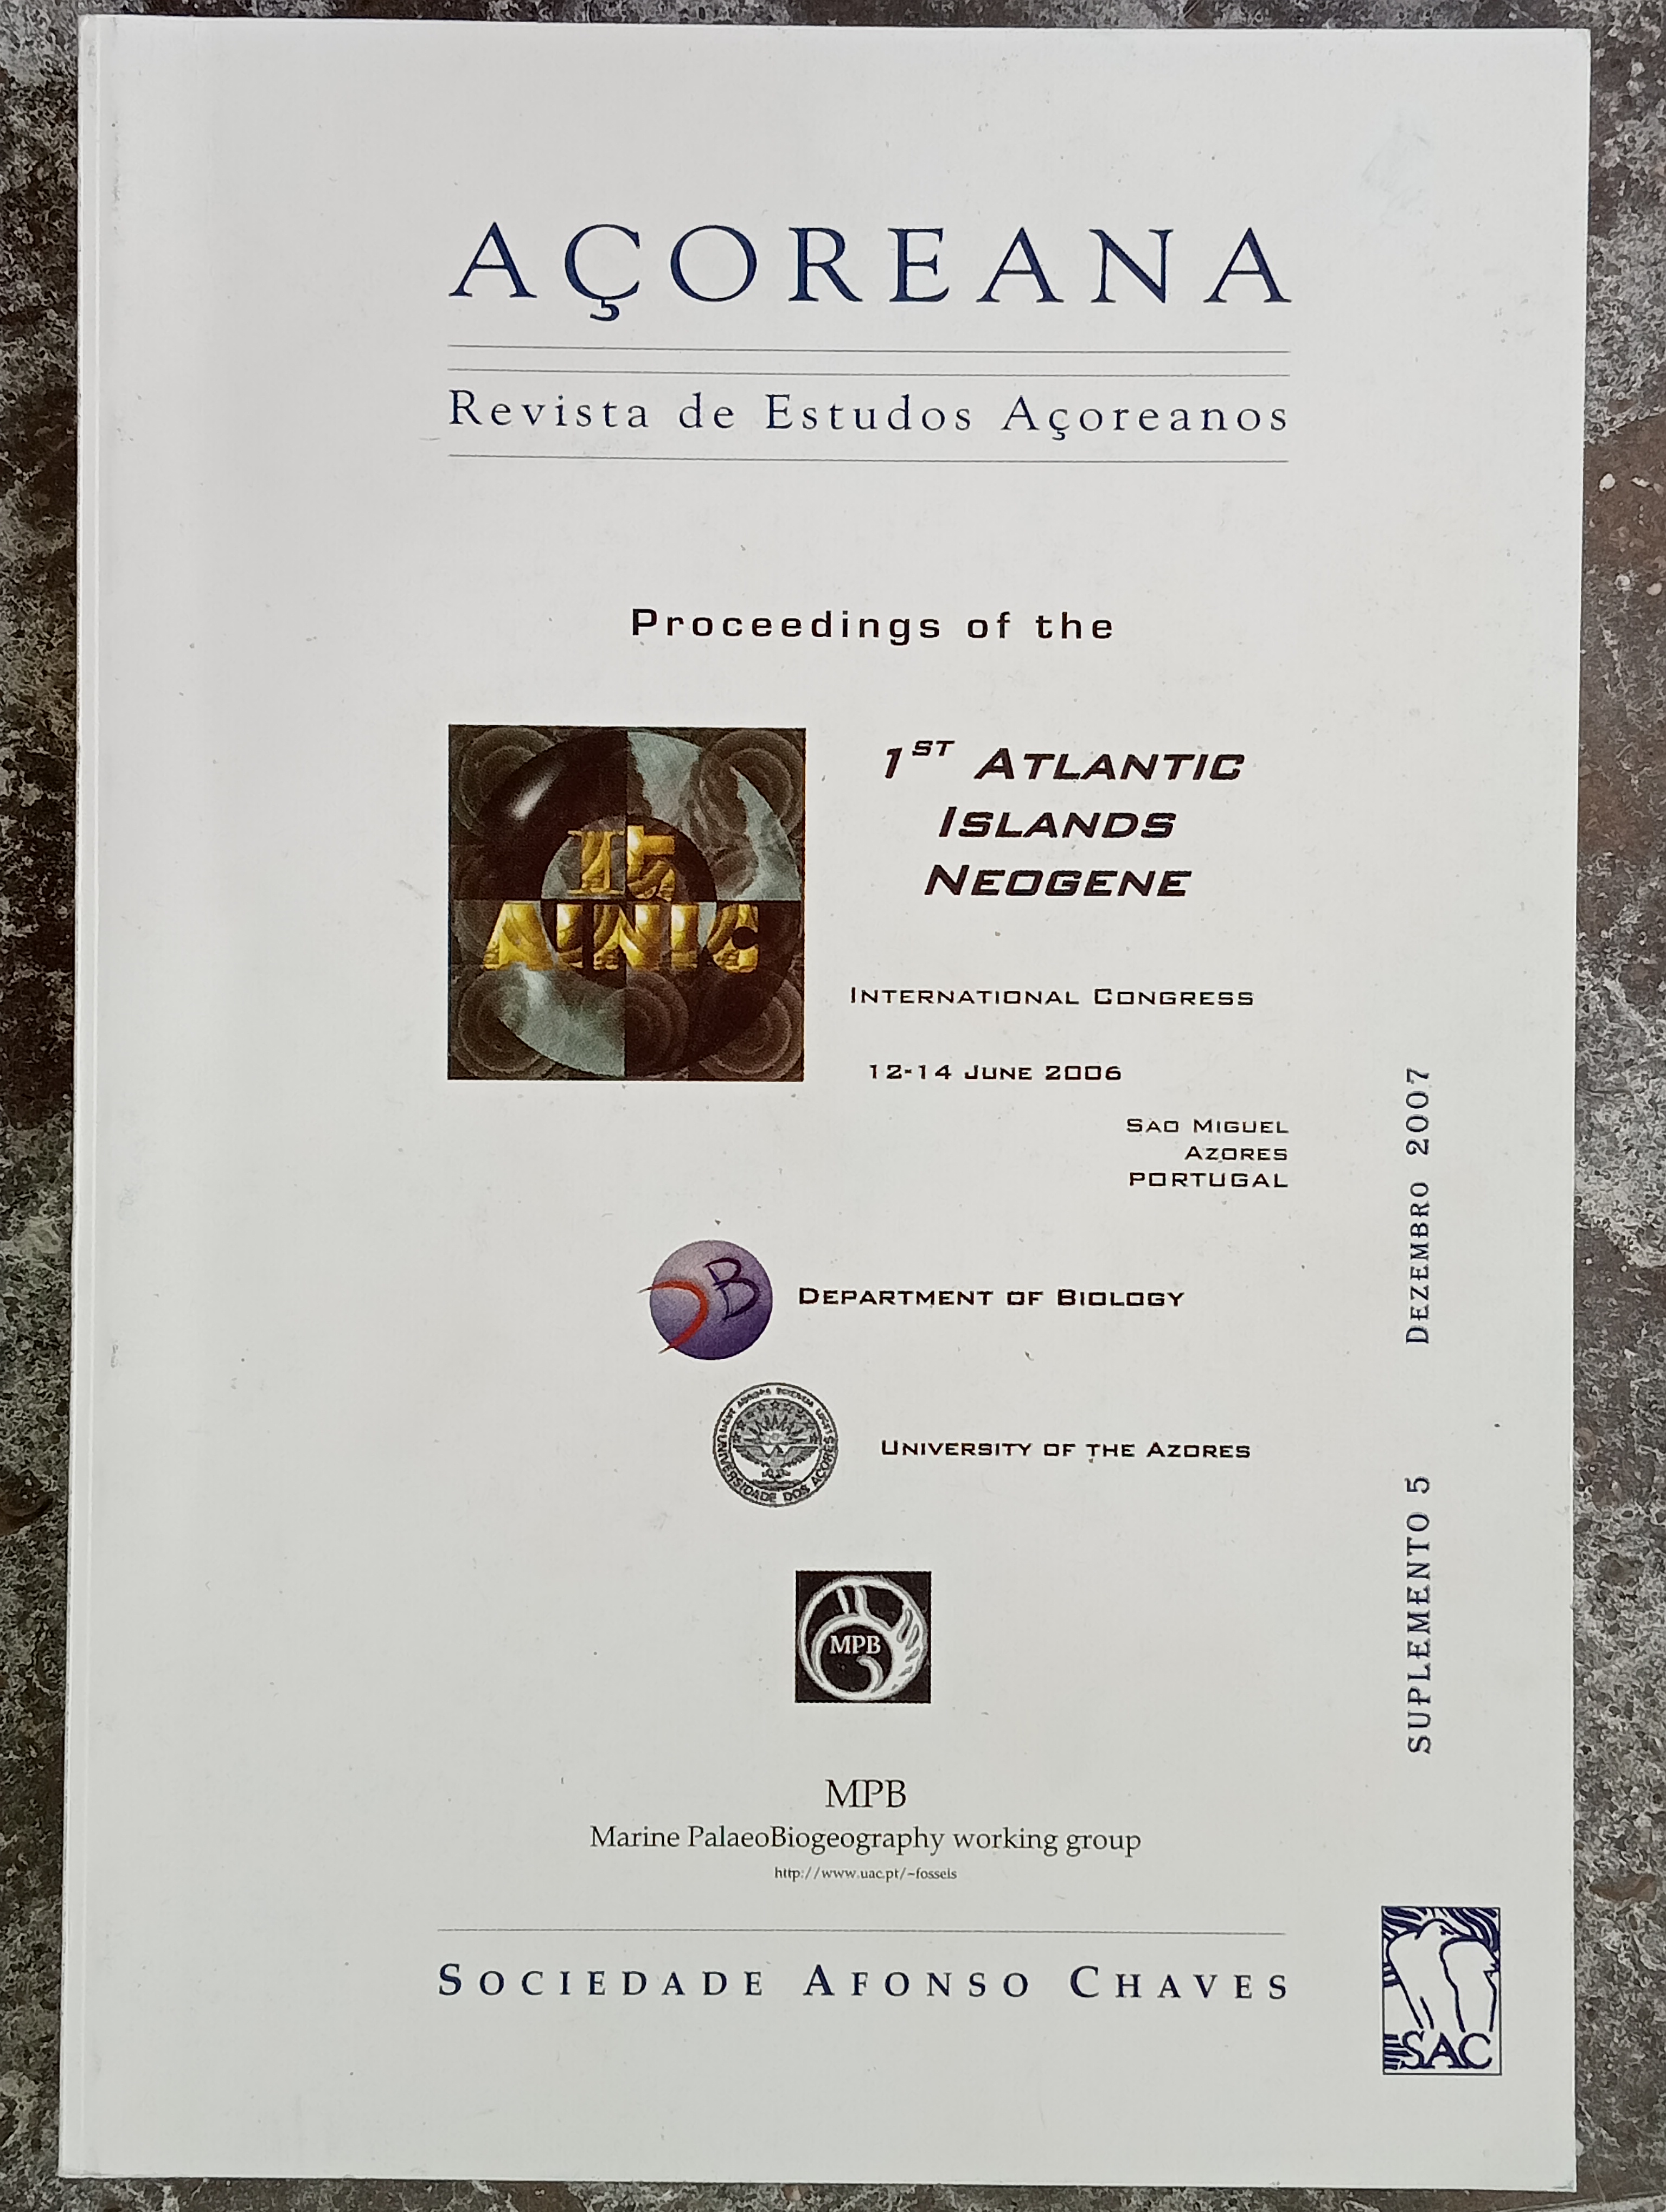 AÇOREANA
Revista de Estudos Açoreanos
Proceedings of the
1ST ATLANTIC
ISLANDS
NEOGENE
AINIC
INTERNATIONAL CONGRESS
12-14 JUNE 2006
SAO MIGUEL
AZORES
PORTUGAL
DB
DEPARTMENT OF BIOLOGY
UNIVERSIDADE DOS AÇORES
UNIVERSITY OF THE AZORES
MPB
MPB
Marine PalaeoBiogeography working group
http://www.uac.pt/~fosseis
SOCIEDADE AFONSO CHAVES
SUPLEMENTO 5 DEZEMBRO 2007
SAC